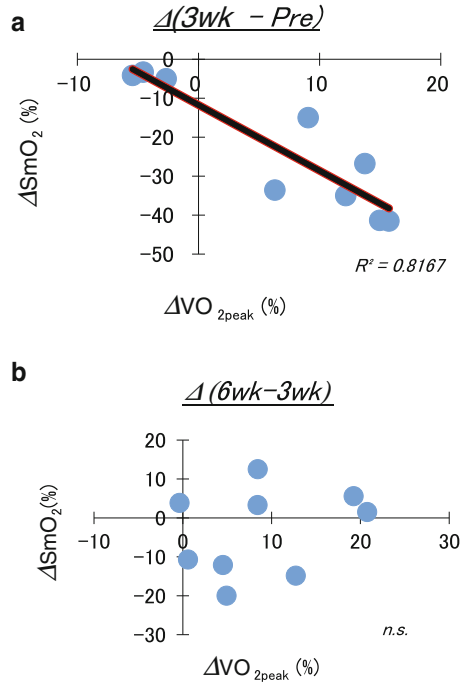 a
Δ(3wk - Pre)
-10 0 10 20
0
-10
-20
-30
-40
-50
ΔSmO2 (%)
R² = 0.8167
ΔVO2peak (%)
b
Δ (6wk-3wk)
20
10
0
-10
-20
-30
-10 0 10 20 30
ΔSmO2(%)
n.s.
ΔVO2peak (%)